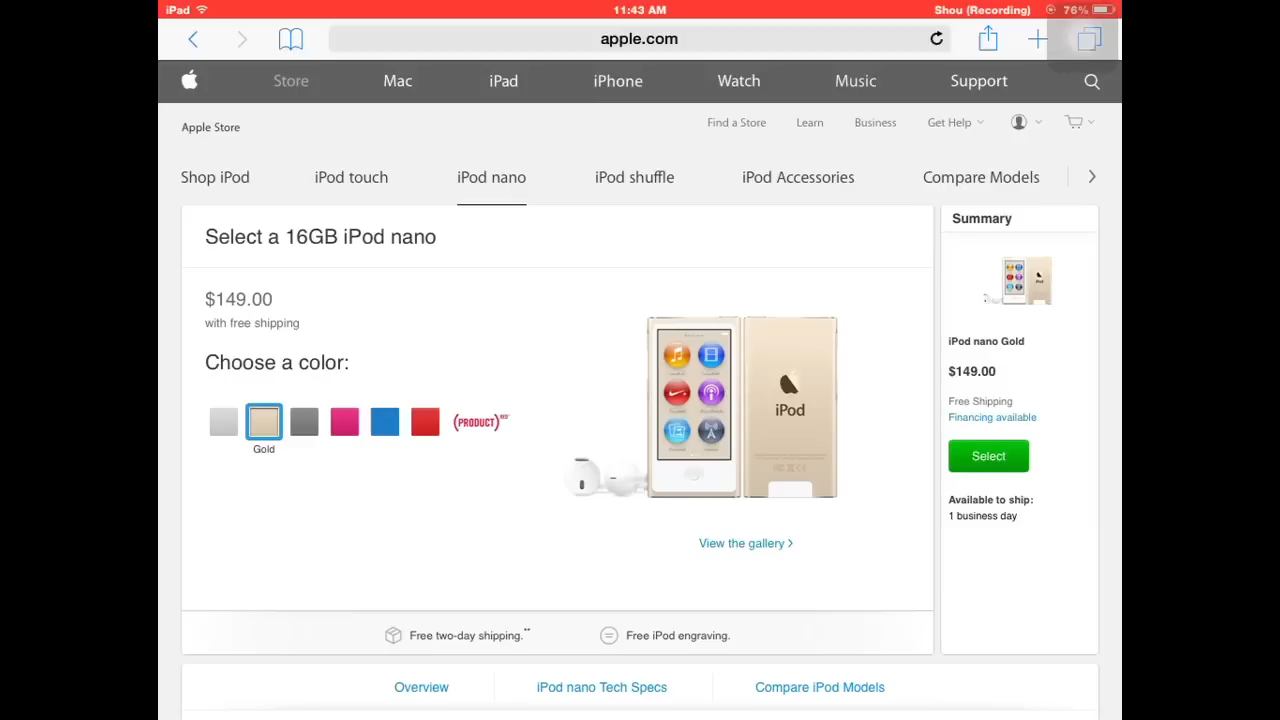 iPad 11:43 AM Shou (Recording) 76%
apple.com
Store Mac iPad iPhone Watch Music Support
Apple Store Find a Store Learn Business Get Help
Shop iPod iPod touch iPod nano iPod shuffle iPod Accessories Compare Models
Select a 16GB iPod nano
$149.00
with free shipping
Choose a color:
(PRODUCT)RED
Gold
iPod
View the gallery >
Free two-day shipping.** Free iPod engraving.
Summary
iPod
iPod nano Gold
$149.00
Free Shipping
Financing available
Select
Available to ship:
1 business day
Overview iPod nano Tech Specs Compare iPod Models